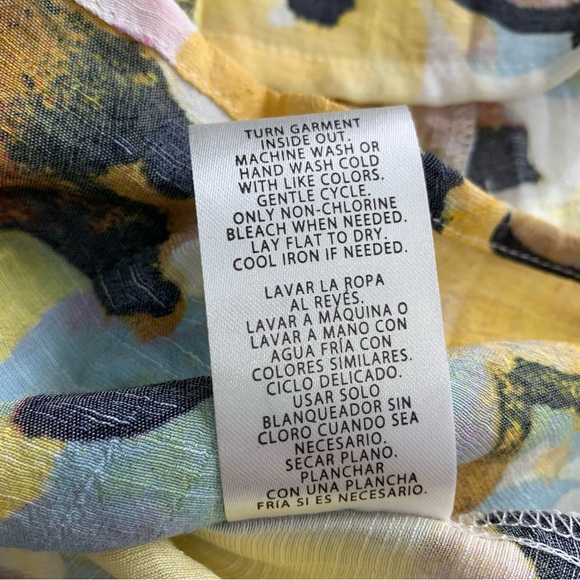 TURN GARMENT
INSIDE OUT.
MACHINE WASH OR
HAND WASH COLD
WITH LIKE COLORS.
GENTLE CYCLE.
ONLY NON-CHLORINE
BLEACH WHEN NEEDED.
LAY FLAT TO DRY.
COOL IRON IF NEEDED.
LAVAR LA ROPA
AL REVÉS.
LAVAR A MÁQUINA O
LAVAR A MANO CON
AGUA FRÍA CON
COLORES SIMILARES.
CICLO DELICADO.
USAR SOLO
BLANQUEADOR SIN
CLORO CUANDO SEA
NECESARIO.
SECAR PLANO.
PLANCHAR
CON UNA PLANCHA
FRÍA SI ES NECESARIO.